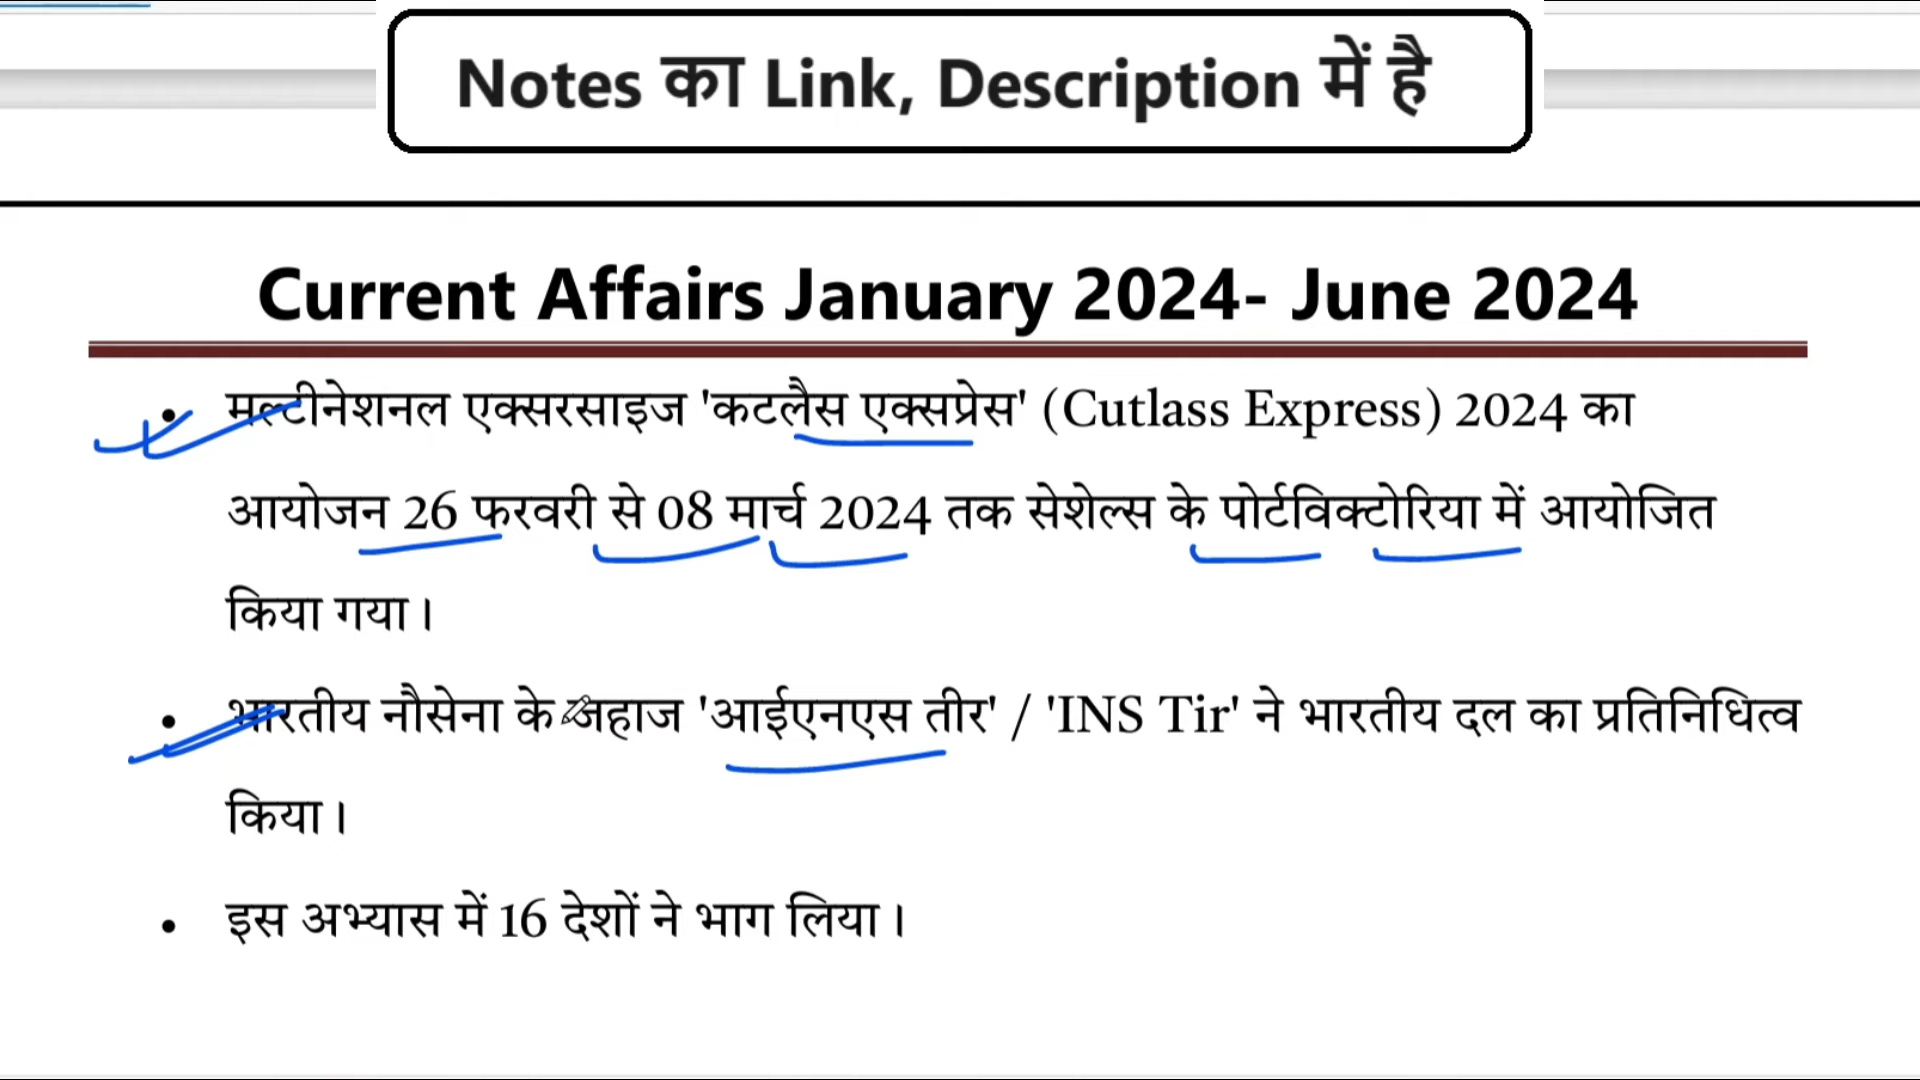 Notes का Link, Description में है
Current Affairs January 2024- June 2024
• मल्टीनेशनल एक्सरसाइज 'कटलैस एक्सप्रेस' (Cutlass Express) 2024 का
आयोजन 26 फरवरी से 08 मार्च 2024 तक सेशेल्स के पोर्टविक्टोरिया में आयोजित
किया गया।
• भारतीय नौसेना के जहाज 'आईएनएस तीर' / 'INS Tir' ने भारतीय दल का प्रतिनिधित्व
किया।
• इस अभ्यास में 16 देशों ने भाग लिया।